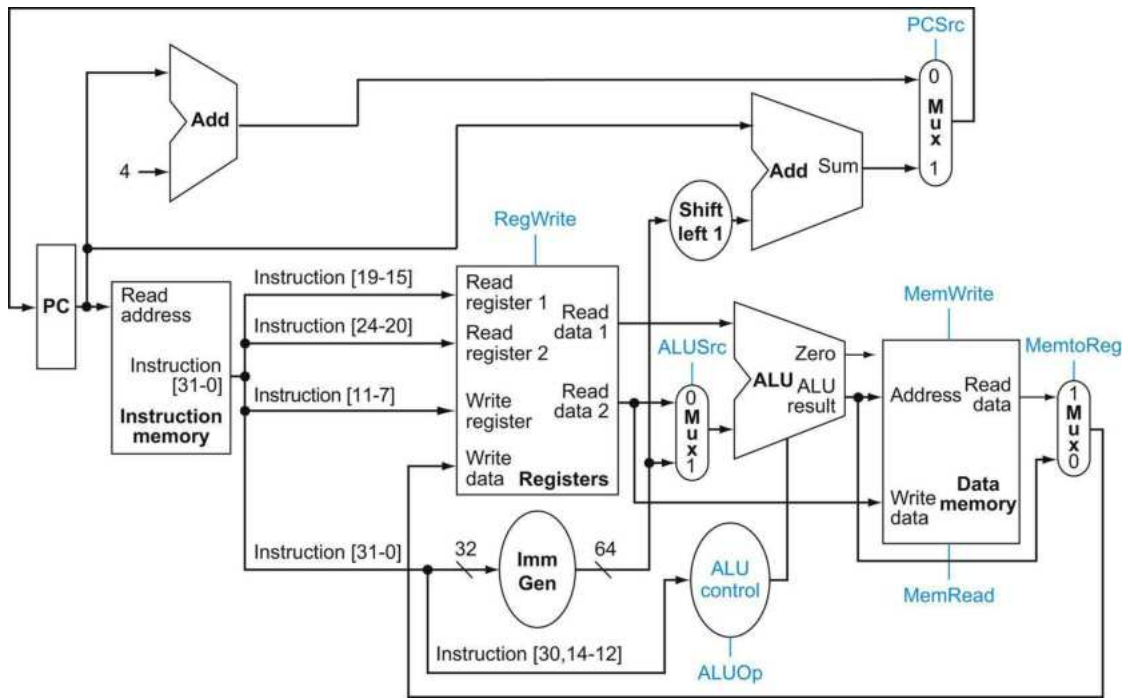 PCSrc
0
Mux
1
Add
4
Add Sum
Shift
left 1
RegWrite
PC
Read
address
Instruction
[31-0]
Instruction
memory
Instruction [19-15]
Instruction [24-20]
Instruction [11-7]
Instruction [31-0]
Read
register 1
Read
register 2
Write
register
Write
data
Read
data 1
Read
data 2
Registers
ALUSrc
0
Mux
1
Zero
ALU
ALU
result
MemWrite
Address
Read
data
Write
data
Data
memory
MemRead
MemtoReg
1
Mux
0
32
Imm
Gen
64
ALU
control
ALUOp
Instruction [30,14-12]